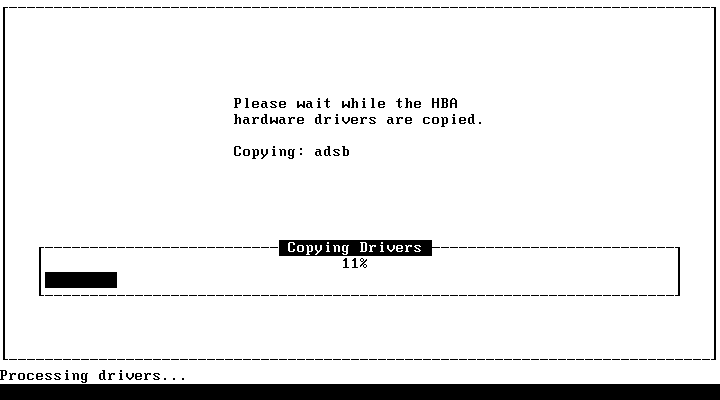 Please wait while the HBA
hardware drivers are copied.
Copying: adsb
Copying Drivers
11%
Processing drivers...